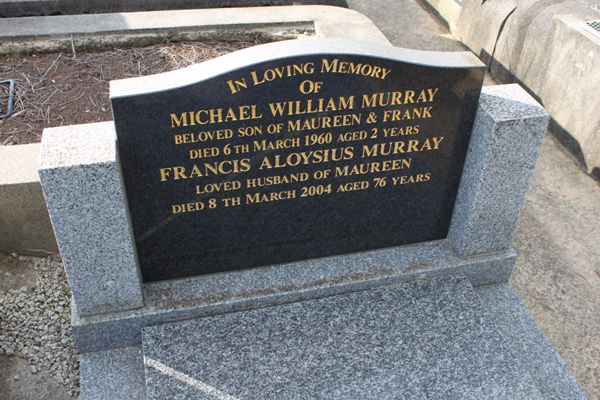 In Loving Memory
Of
Michael William Murray
Beloved son of Maureen & Frank
Died 6th March 1960 aged 2 years
Francis Aloysius Murray
Loved husband of Maureen
Died 8th March 2004 aged 76 years